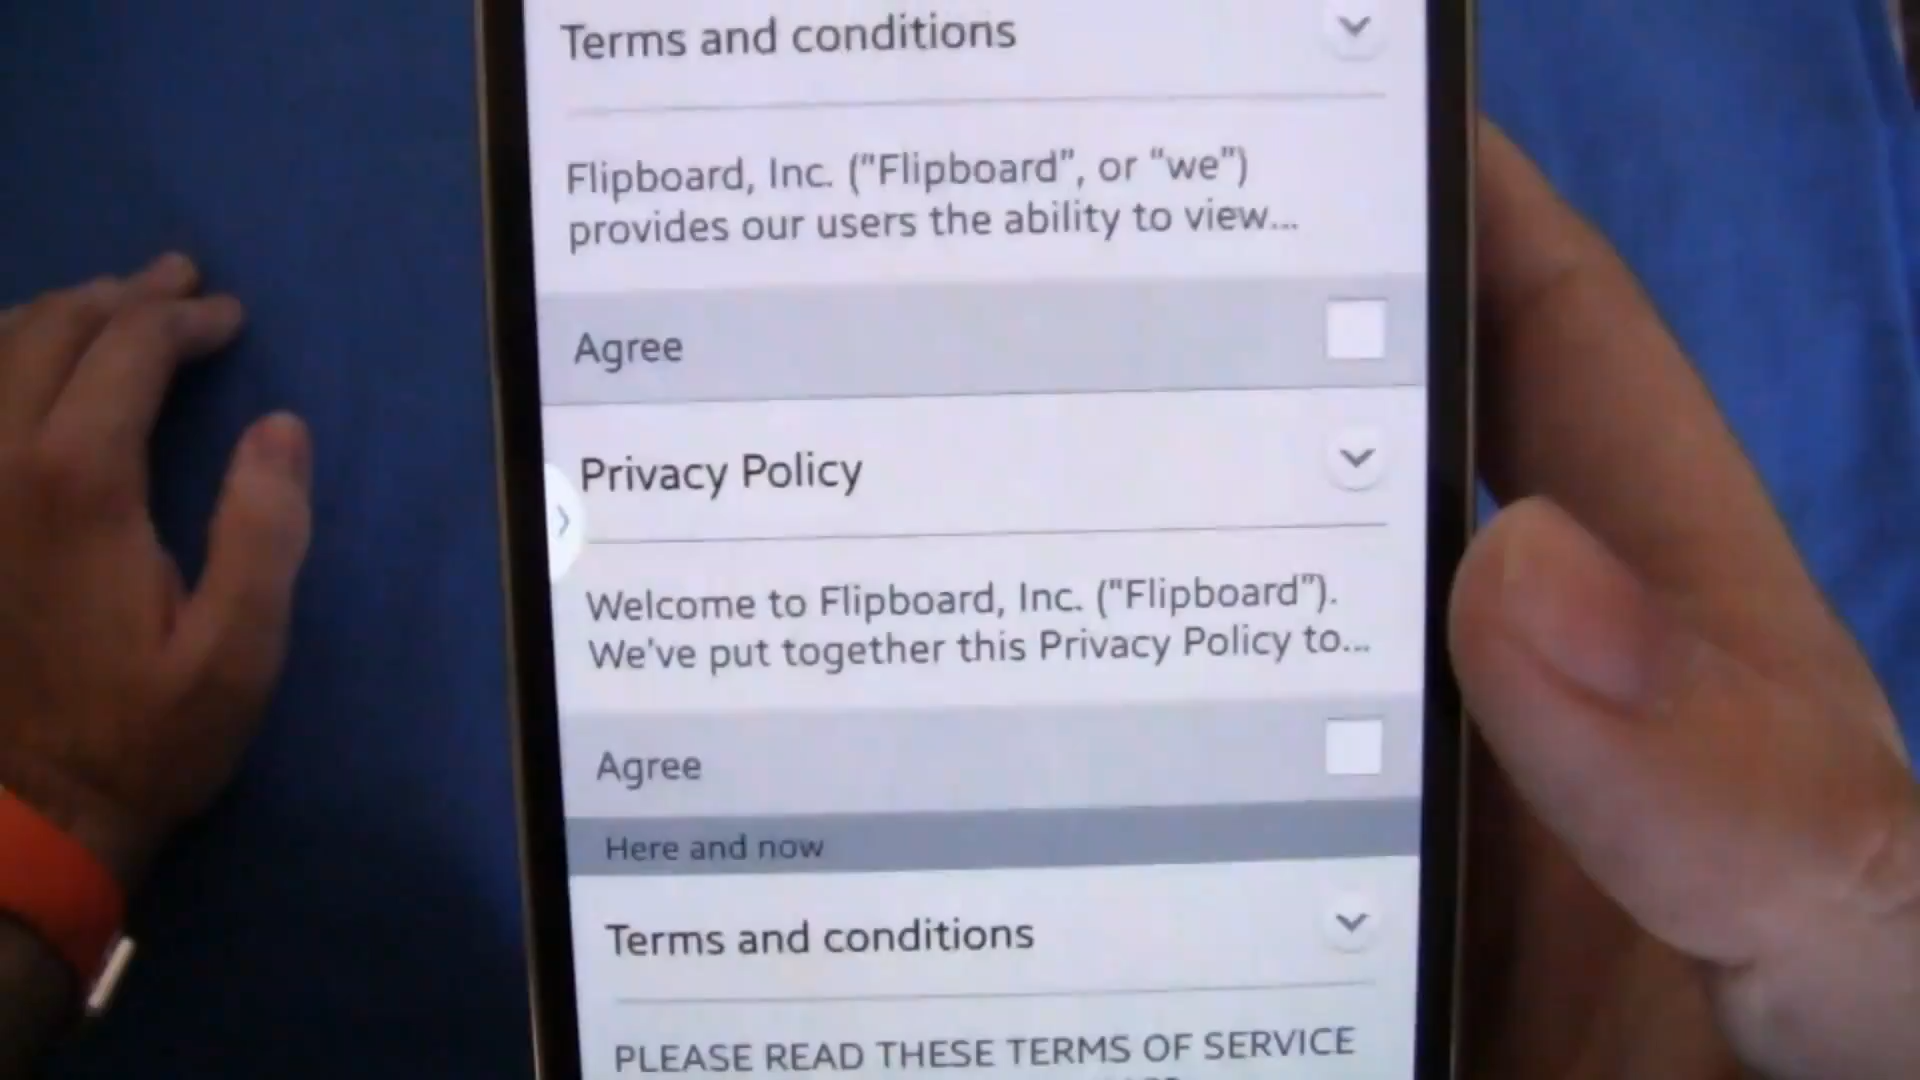 Terms and conditions
Flipboard, Inc. ("Flipboard", or “we”)
provides our users the ability to view...
Agree
Privacy Policy
Welcome to Flipboard, Inc. ("Flipboard").
We've put together this Privacy Policy to...
Agree
Here and now
Terms and conditions
PLEASE READ THESE TERMS OF SERVICE